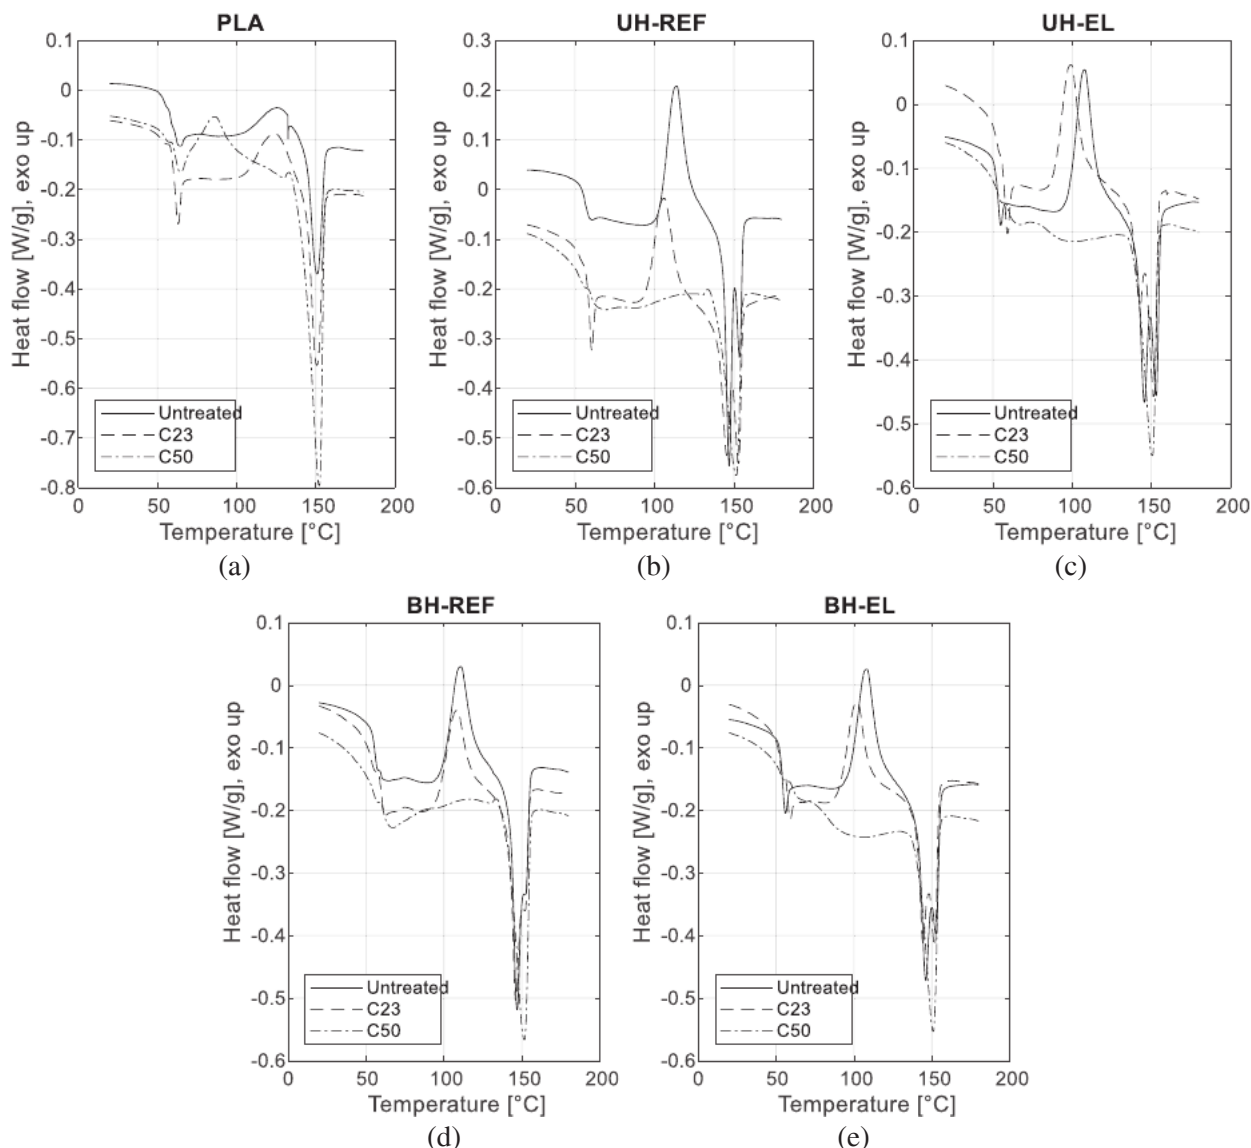 PLA
0.1
0
-0.1
-0.2
-0.3
-0.4
-0.5
-0.6
-0.7
-0.8
Heat flow [W/g], exo up
Untreated
C23
C50
0 50 100 150 200
Temperature [°C]
(a)
UH-REF
0.3
0.2
0.1
0
-0.1
-0.2
-0.3
-0.4
-0.5
-0.6
Heat flow [W/g], exo up
Untreated
C23
C50
0 50 100 150 200
Temperature [°C]
(b)
UH-EL
0.1
0
-0.1
-0.2
-0.3
-0.4
-0.5
-0.6
Heat flow [W/g], exo up
Untreated
C23
C50
0 50 100 150 200
Temperature [°C]
(c)
BH-REF
0.1
0
-0.1
-0.2
-0.3
-0.4
-0.5
-0.6
Heat flow [W/g], exo up
Untreated
C23
C50
0 50 100 150 200
Temperature [°C]
(d)
BH-EL
0.1
0
-0.1
-0.2
-0.3
-0.4
-0.5
-0.6
Heat flow [W/g], exo up
Untreated
C23
C50
0 50 100 150 200
Temperature [°C]
(e)